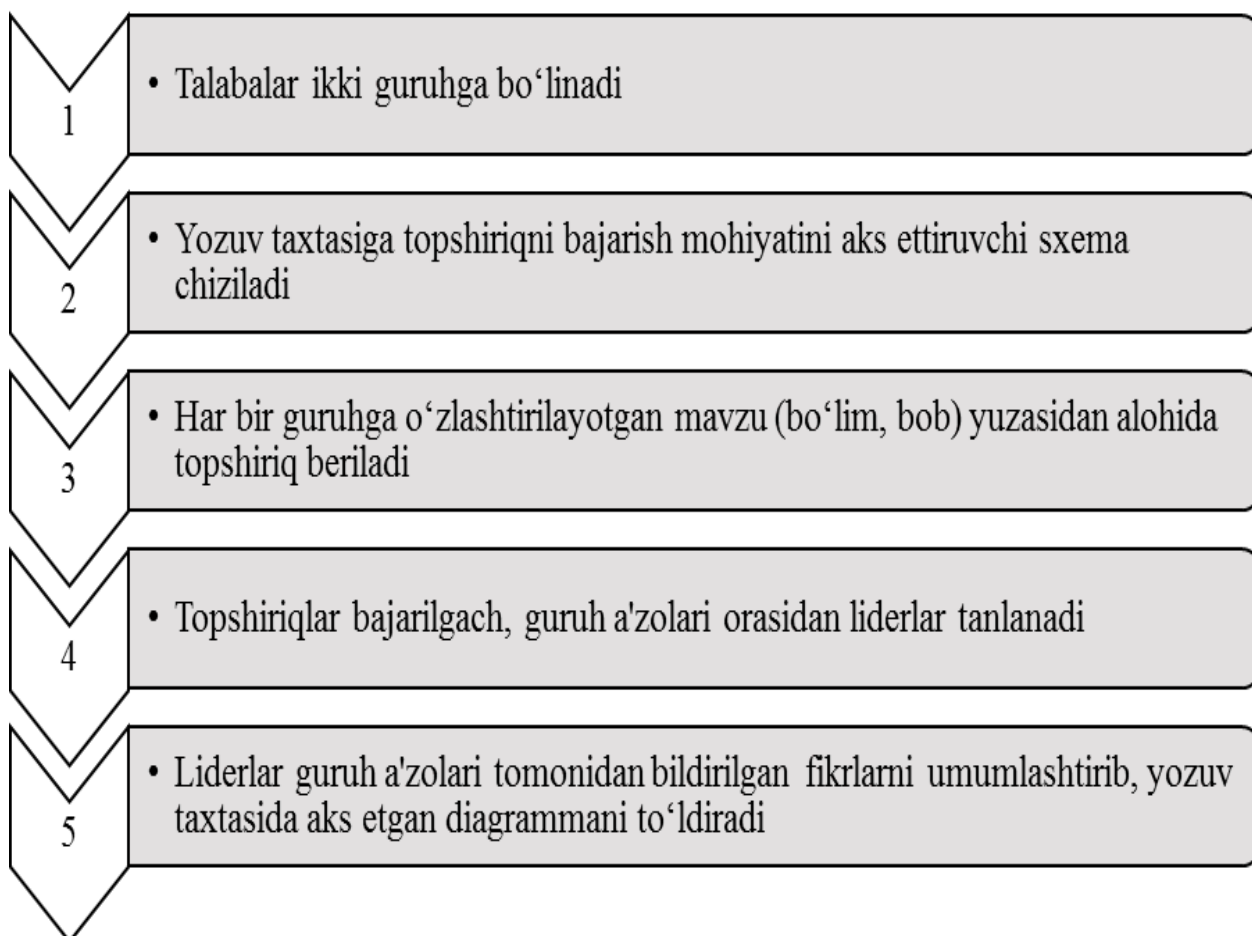 1
• Talabalar ikki guruhga bo‘linadi
2
• Yozuv taxtasiga topshiriqni bajarish mohiyatini aks ettiruvchi sxema
chiziladi
3
• Har bir guruhga o‘zlashtirilayotgan mavzu (bo‘lim, bob) yuzasidan alohida
topshiriq beriladi
4
• Topshiriqlar bajarilgach, guruh a'zolari orasidan liderlar tanlanadi
5
• Liderlar guruh a'zolari tomonidan bildirilgan fikrlarni umumlashtirib, yozuv
taxtasida aks etgan diagrammani to‘ldiradi